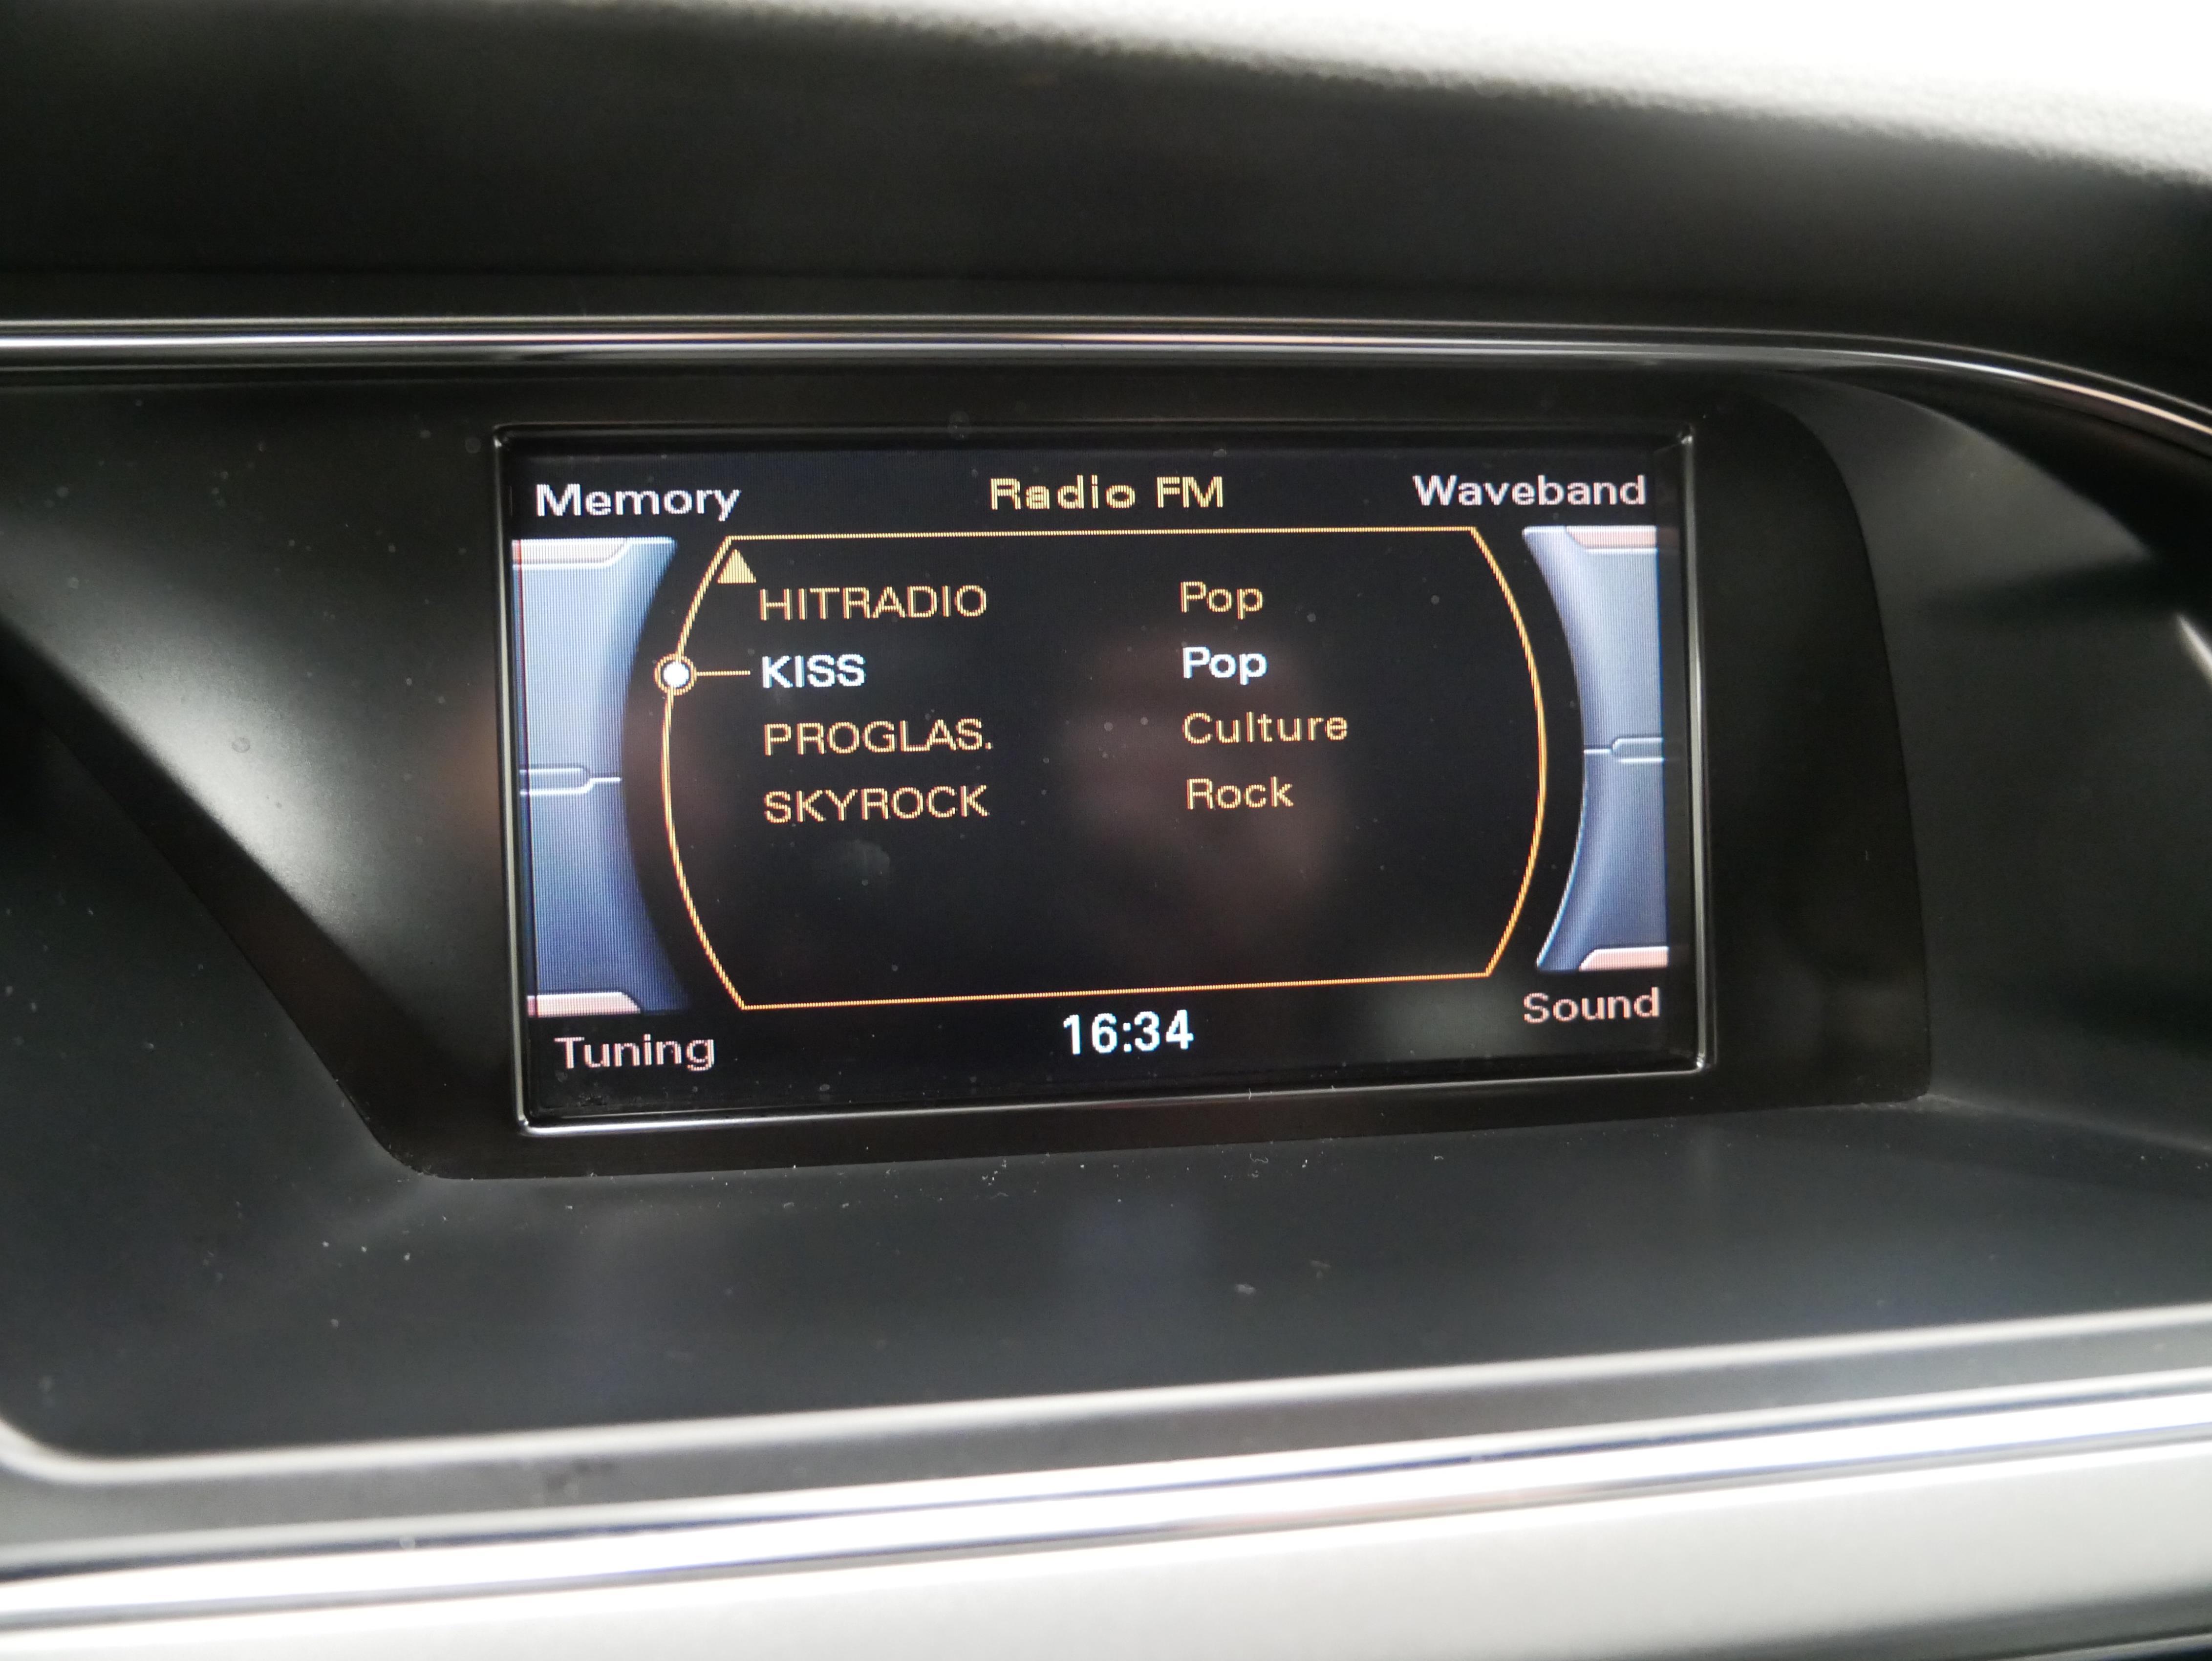 Memory Radio FM Waveband
HITRADIO Pop
KISS Pop
PROGLAS. Culture
SKYROCK Rock
Tuning 16:34 Sound